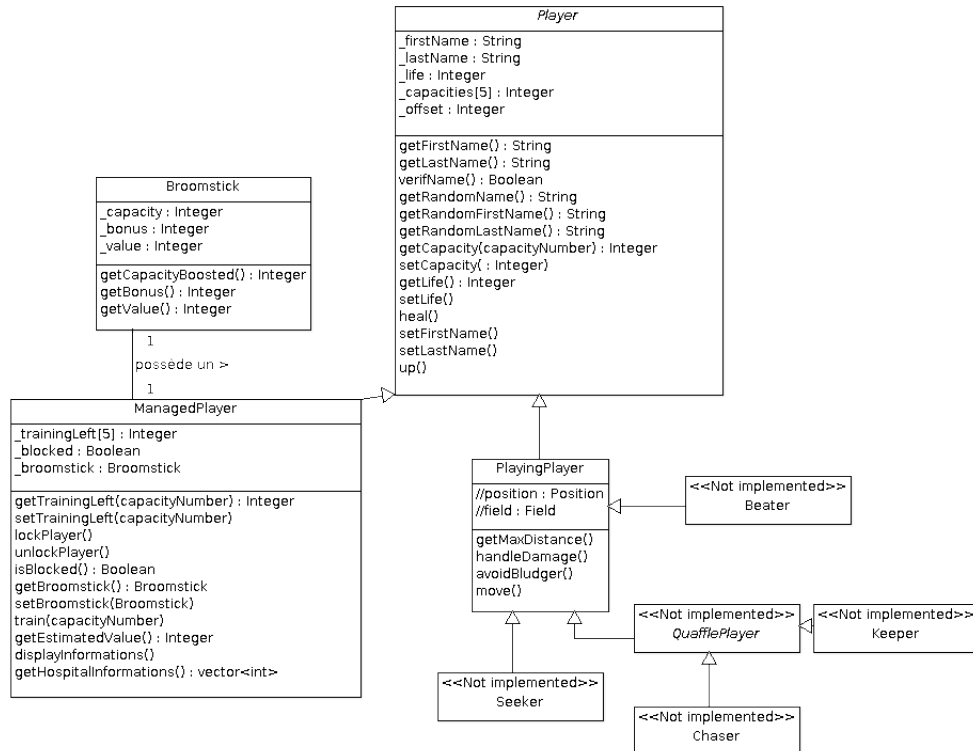 Player
_firstName : String
_lastName : String
_life : Integer
_capacities[5] : Integer
_offset : Integer
getFirstName() : String
getLastName() : String
verifName() : Boolean
getRandomName() : String
getRandomFirstName() : String
getRandomLastName() : String
getCapacity(capacityNumber) : Integer
setCapacity( : Integer)
getLife() : Integer
setLife()
heal()
setFirstName()
setLastName()
up()
Broomstick
_capacity : Integer
_bonus : Integer
_value : Integer
getCapacityBoosted() : Integer
getBonus() : Integer
getValue() : Integer
1
possède un >
1
ManagedPlayer
_trainingLeft[5] : Integer
_blocked : Boolean
_broomstick : Broomstick
getTrainingLeft(capacityNumber) : Integer
setTrainingLeft(capacityNumber)
lockPlayer()
unlockPlayer()
isBlocked() : Boolean
getBroomstick() : Broomstick
setBroomstick(Broomstick)
train(capacityNumber)
getEstimatedValue() : Integer
displayInformations()
getHospitalInformations() : vector<int>
PlayingPlayer
//position : Position
//field : Field
getMaxDistance()
handleDamage()
avoidBludger()
move()
<<Not implemented>>
Beater
<<Not implemented>>
QuafflePlayer
<<Not implemented>>
Keeper
<<Not implemented>>
Seeker
<<Not implemented>>
Chaser